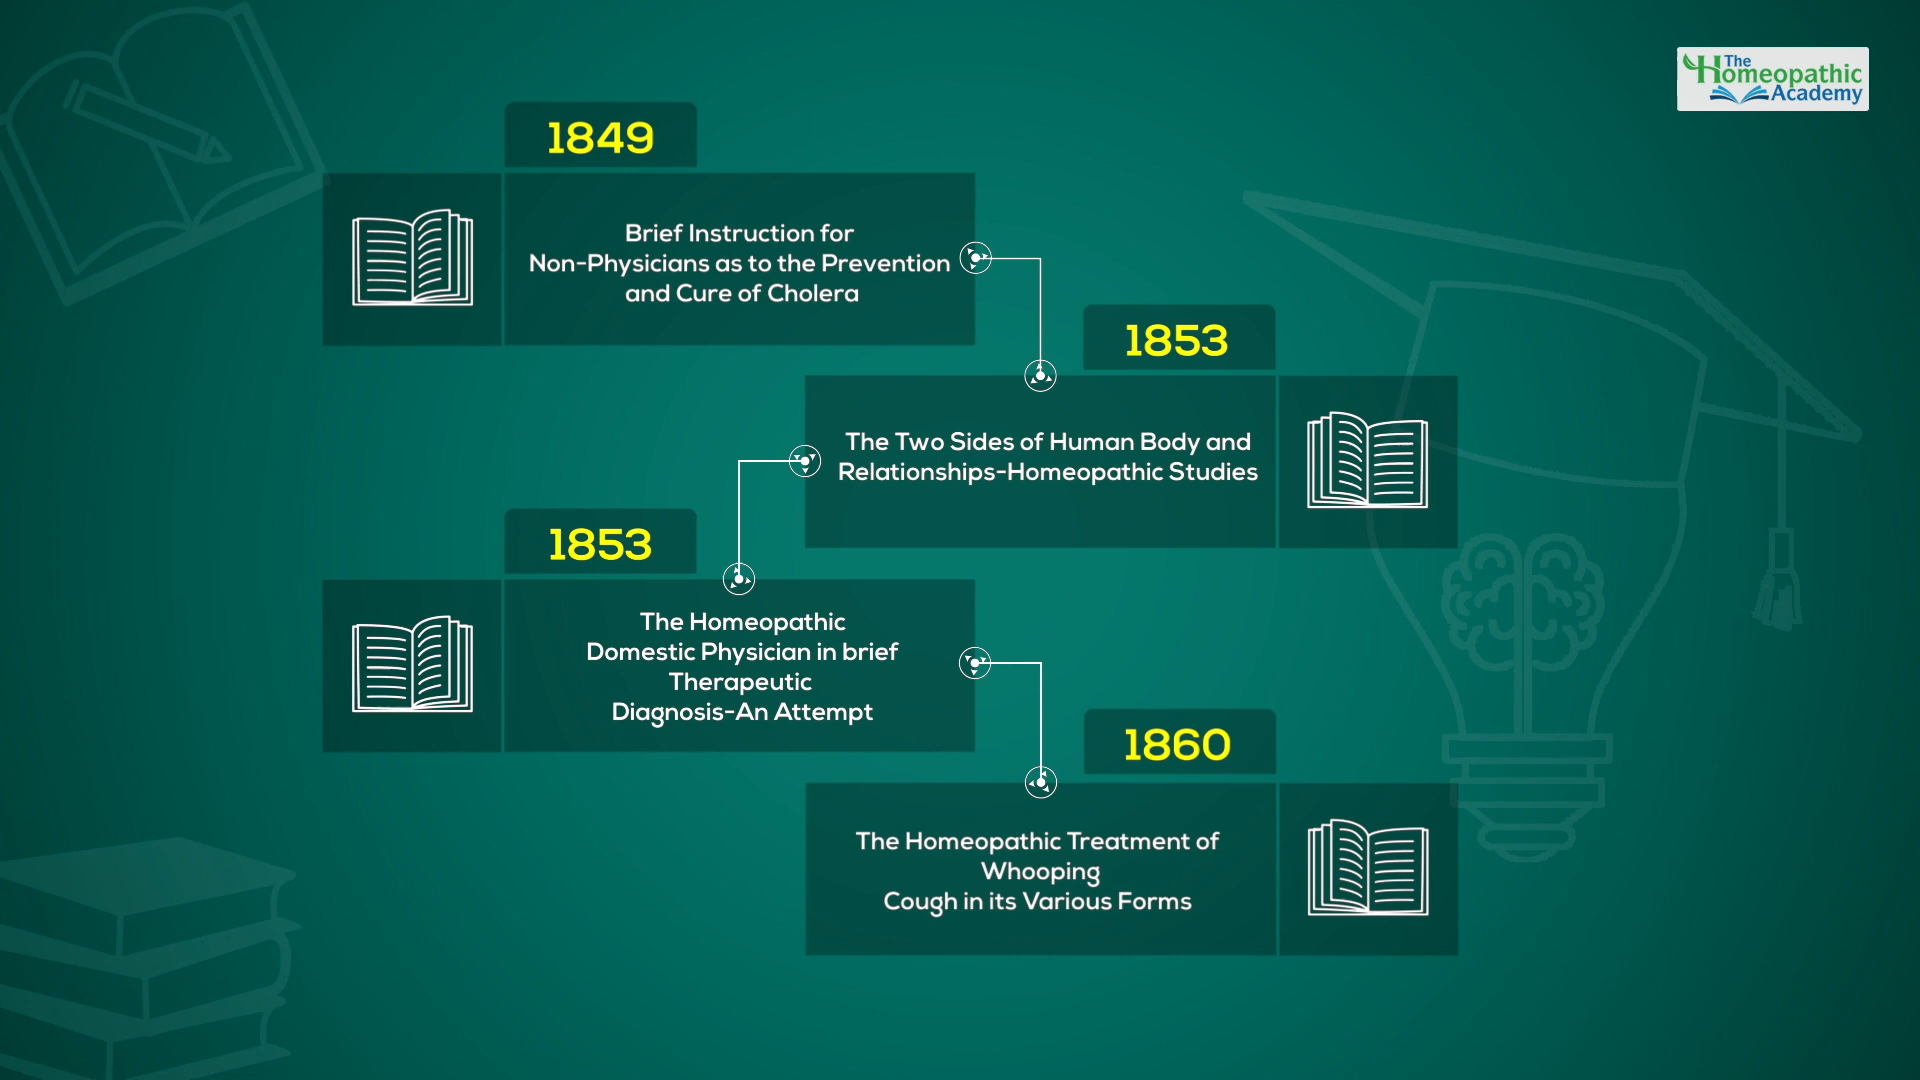 The
Homeopathic
Academy
1849
Brief Instruction for
Non-Physicians as to the Prevention
and Cure of Cholera
1853
The Two Sides of Human Body and
Relationships-Homeopathic Studies
1853
The Homeopathic
Domestic Physician in brief
Therapeutic
Diagnosis-An Attempt
1860
The Homeopathic Treatment of
Whooping
Cough in its Various Forms